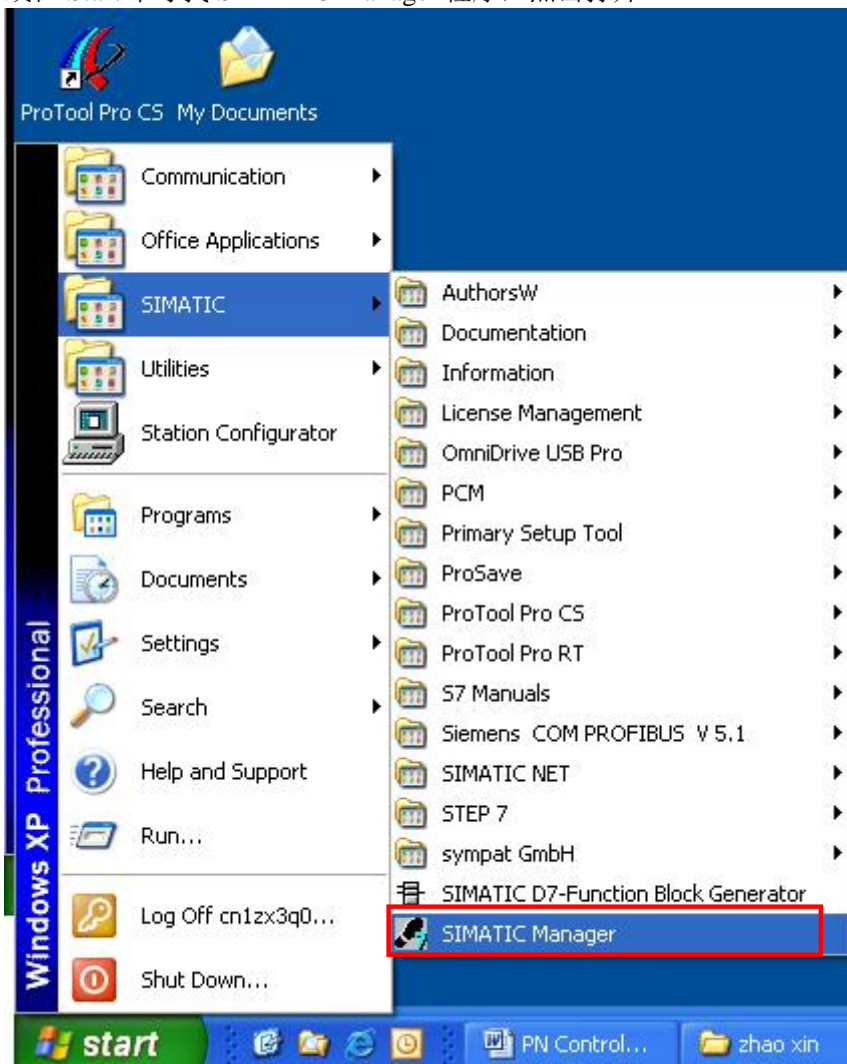 ProTool Pro CS My Documents
Communication
Office Applications
SIMATIC
Utilities
Station Configurator
Programs
Documents
Settings
Search
Help and Support
Run...
Log Off cn1zx3q0...
Shut Down...
Windows XP Professional
AuthorsW
Documentation
Information
License Management
OmniDrive USB Pro
PCM
Primary Setup Tool
ProSave
ProTool Pro CS
ProTool Pro RT
S7 Manuals
Siemens COM PROFIBUS V 5.1
SIMATIC NET
STEP 7
sympat GmbH
SIMATIC D7-Function Block Generator
SIMATIC Manager
start
PN Control...
zhao xin